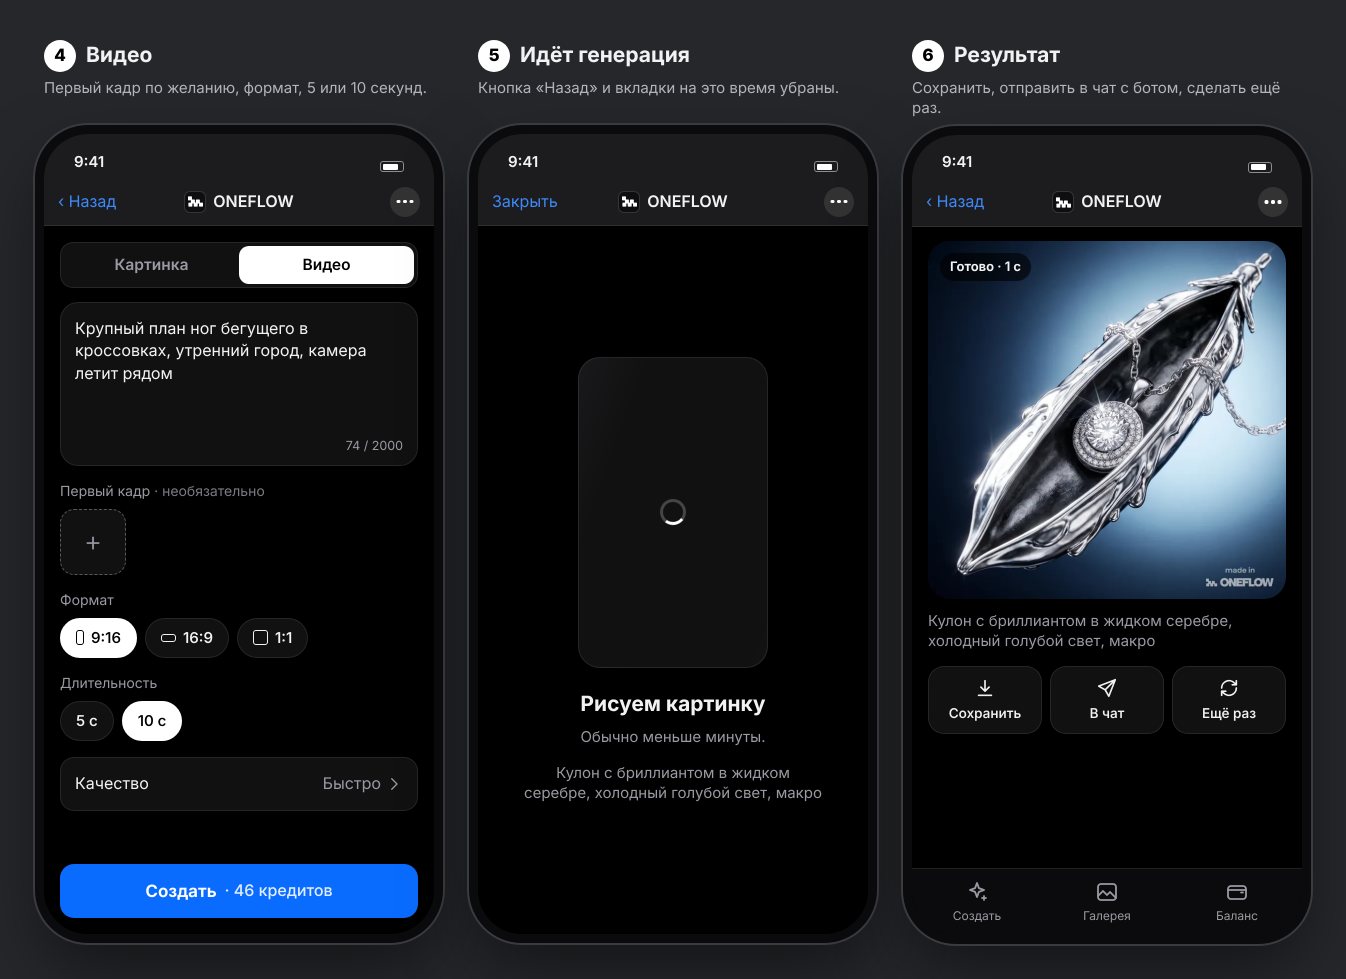 4 Видео
Первый кадр по желанию, формат, 5 или 10 секунд.
9:41
‹ Назад
ONEFLOW
Картинка
Видео
Крупный план ног бегущего в
кроссовках, утренний город, камера
летит рядом
74 / 2000
Первый кадр · необязательно
+
Формат
9:16
16:9
1:1
Длительность
5 с
10 с
Качество
Быстро
Создать · 46 кредитов
5 Идёт генерация
Кнопка «Назад» и вкладки на это время убраны.
9:41
Закрыть
ONEFLOW
Рисуем картинку
Обычно меньше минуты.
Кулон с бриллиантом в жидком
серебре, холодный голубой свет, макро
6 Результат
Сохранить, отправить в чат с ботом, сделать ещё
раз.
9:41
‹ Назад
ONEFLOW
Готово · 1 с
made in
ONEFLOW
Кулон с бриллиантом в жидком серебре,
холодный голубой свет, макро
Сохранить
В чат
Ещё раз
Создать
Галерея
Баланс